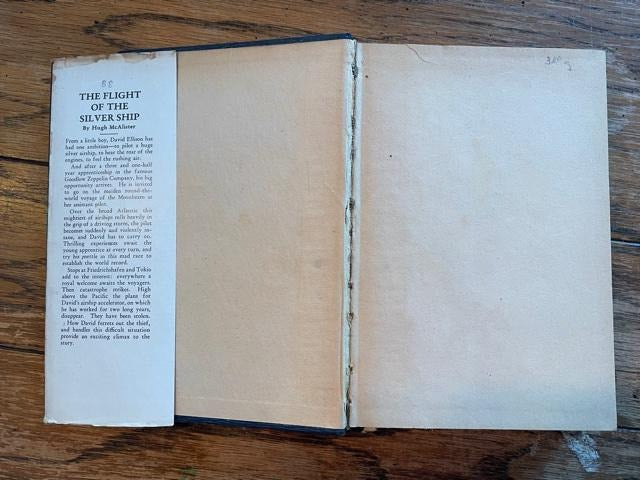 THE FLIGHT
OF THE
SILVER SHIP
By Hugh McAlister
From a little boy, David Ellison has
had one ambition—to pilot a huge
silver airship, to hear the roar of the
engines, to feel the rushing air.
And after a three and one-half
year apprenticeship in the famous
Goodlow Zeppelin Company, his big
opportunity arrives. He is invited
to go on the maiden round-the-
world voyage of the Moonbeam as
her assistant pilot.
Over the broad Atlantic this
mightiest of airships rolls heavily in
the grip of a driving storm, the pilot
becomes suddenly and violently in-
sane, and David has to carry on.
Thrilling experiences await the
young apprentice at every turn, and
try his mettle in this mad race to
establish the world record.
Stops at Friedrichshafen and Tokio
add to the interest: everywhere a
royal welcome awaits the voyagers.
Then catastrophe strikes. High
above the Pacific the plans for
David's airship accelerator, on which
he has worked for two long years,
disappear. They have been stolen.
How David ferrets out the thief,
and handles this difficult situation
provide an exciting climax to the
story.